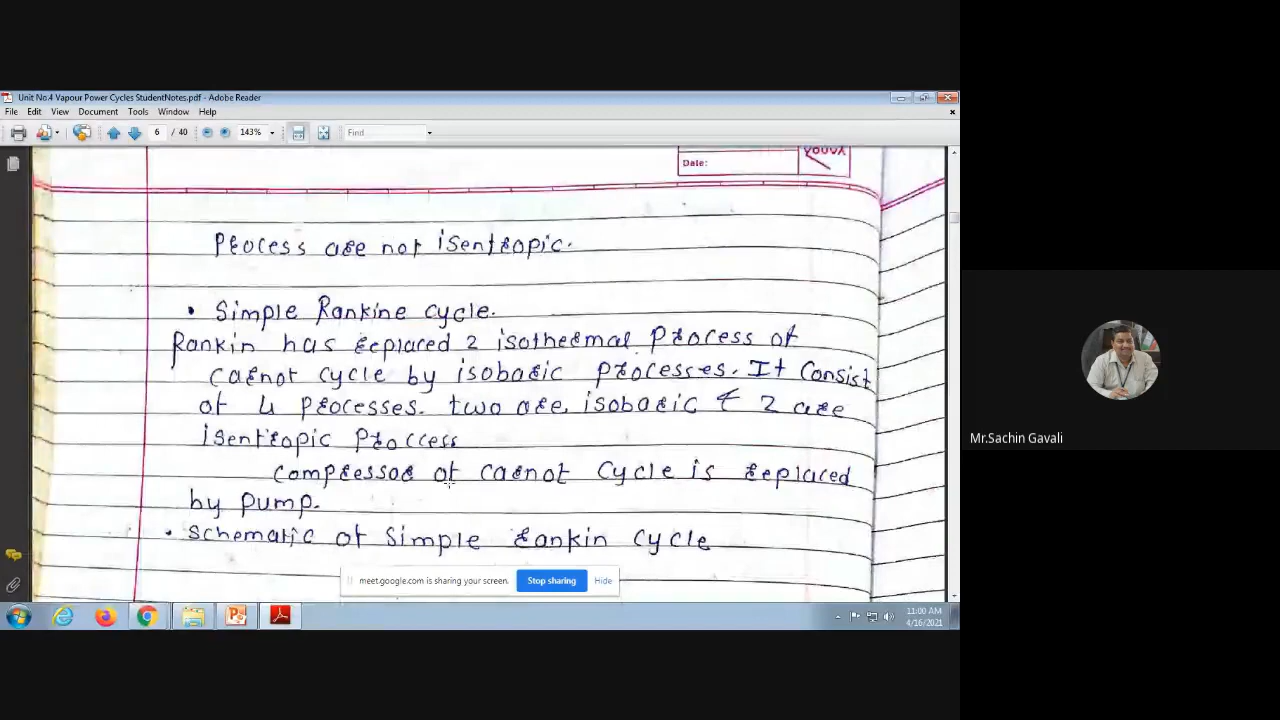 Unit No.4 Vapour Power Cycles StudentNotes.pdf - Adobe Reader
File Edit View Document Tools Window Help
6 / 40 143% Find
Date:
YOUVA
Process are not isentropic.
• Simple Rankine cycle.
Rankin has replaced 2 isothermal process of
carnot cycle by isobaric processes. It consist
of 4 processes. two are isobaric & 2 are
isentropic process
compressor of carnot cycle is replaced
by pump.
• Schematic of simple rankin cycle
meet.google.com is sharing your screen. Stop sharing Hide
11:00 AM
4/16/2021
Mr.Sachin Gavali